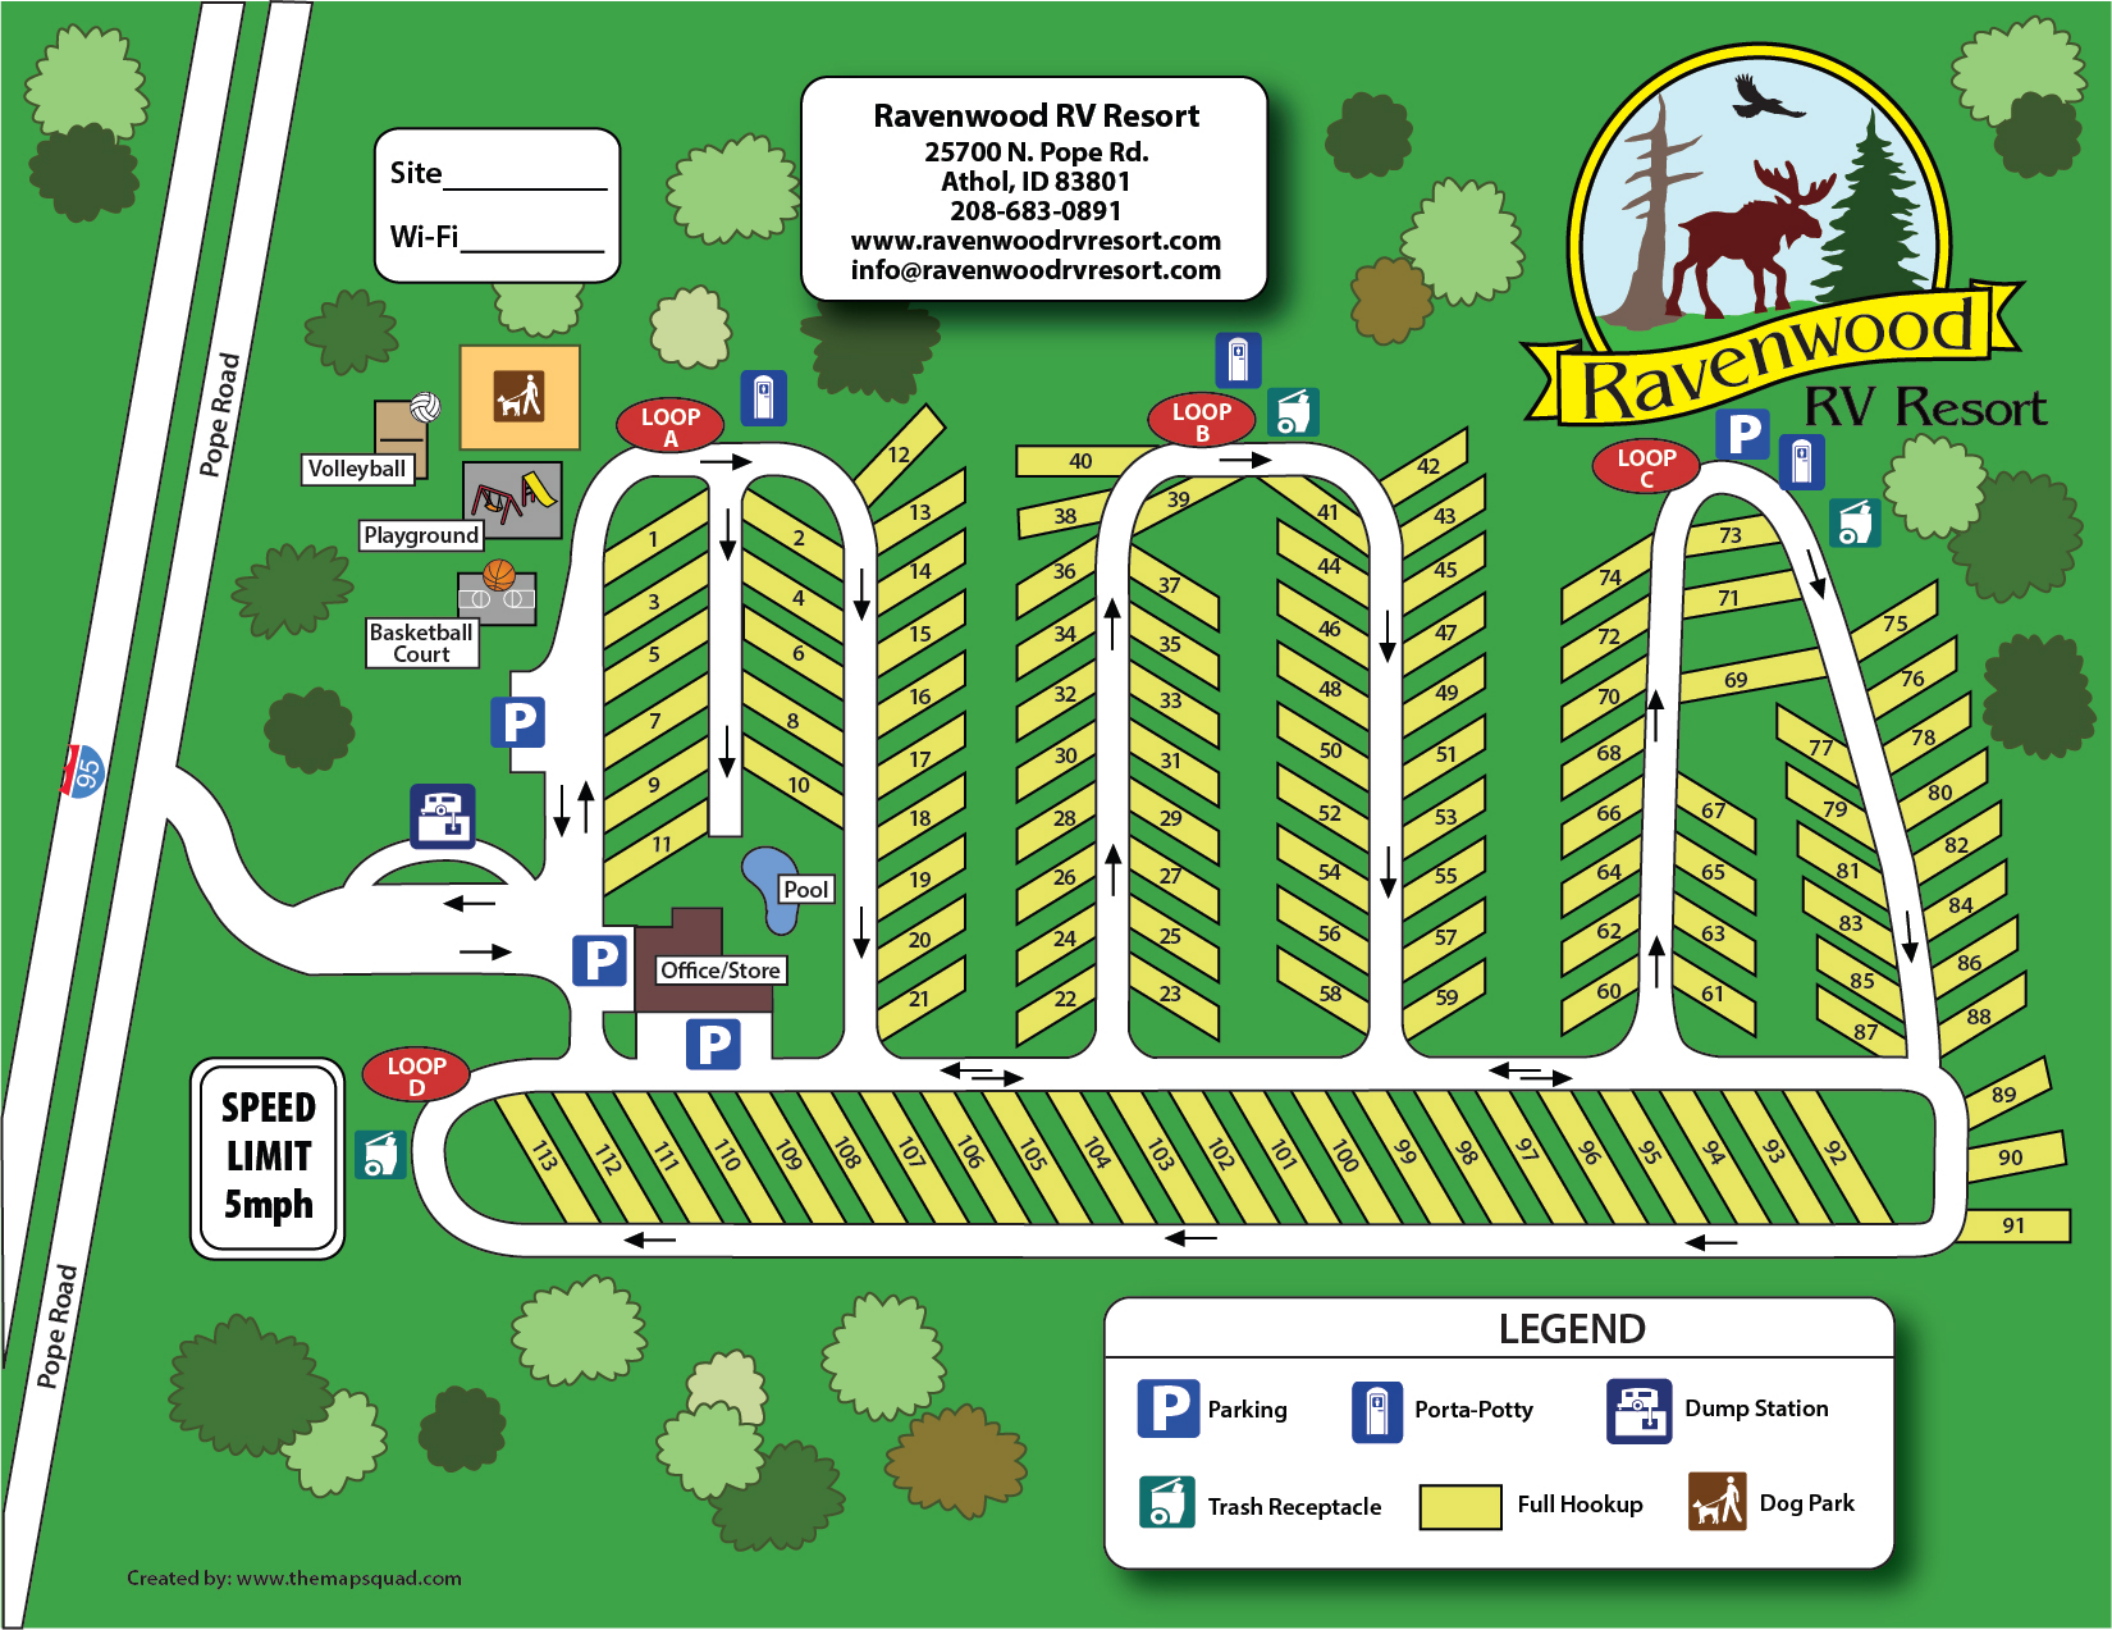 Ravenwood RV Resort
25700 N. Pope Rd.
Athol, ID 83801
208-683-0891
www.ravenwoodrvresort.com
info@ravenwoodrvresort.com
Site
Wi-Fi
Ravenwood
RV Resort
Pope Road
Volleyball
Playground
Basketball
Court
95
LOOP
A
LOOP
B
LOOP
C
P
P
P
P
1
2
3
4
5
6
7
8
9
10
11
12
13
14
15
16
17
18
19
20
21
22
23
24
25
26
27
28
29
30
31
32
33
34
35
36
37
38
39
40
41
42
43
44
45
46
47
48
49
50
51
52
53
54
55
56
57
58
59
60
61
62
63
64
65
66
67
68
69
70
71
72
73
74
75
76
77
78
79
80
81
82
83
84
85
86
87
88
89
90
91
Pool
Office/Store
LOOP
D
SPEED
LIMIT
5mph
113
112
111
110
109
108
107
106
105
104
103
102
101
100
99
98
97
96
95
94
93
92
Pope Road
LEGEND
P Parking
Porta-Potty
Dump Station
Trash Receptacle
Full Hookup
Dog Park
Created by: www.themapsquad.com